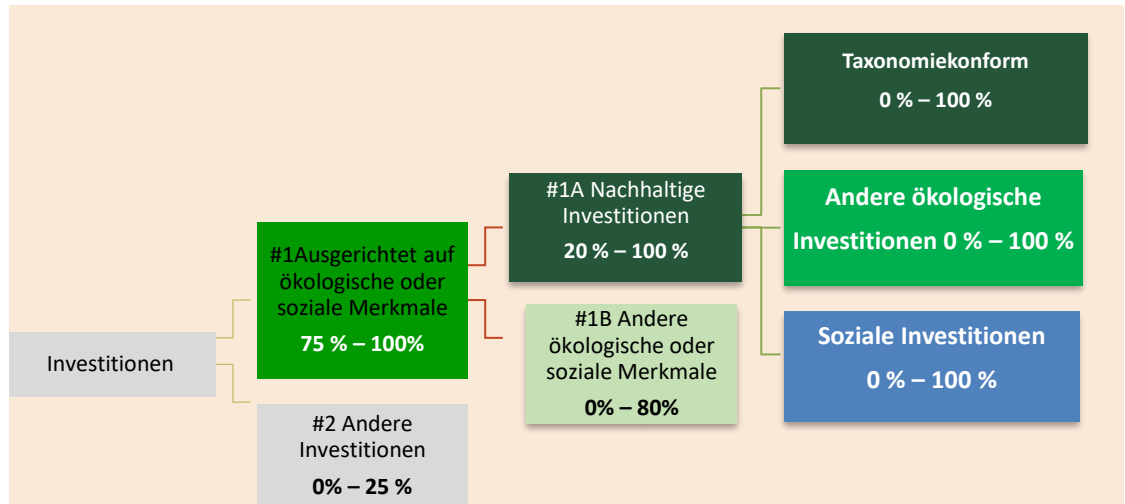 Investitionen
#1Ausgerichtet auf
ökologische oder
soziale Merkmale
75 % – 100%
#2 Andere
Investitionen
0% – 25 %
#1A Nachhaltige
Investitionen
20 % – 100 %
#1B Andere
ökologische oder
soziale Merkmale
0% – 80%
Taxonomiekonform
0 % – 100 %
Andere ökologische
Investitionen 0 % – 100 %
Soziale Investitionen
0 % – 100 %